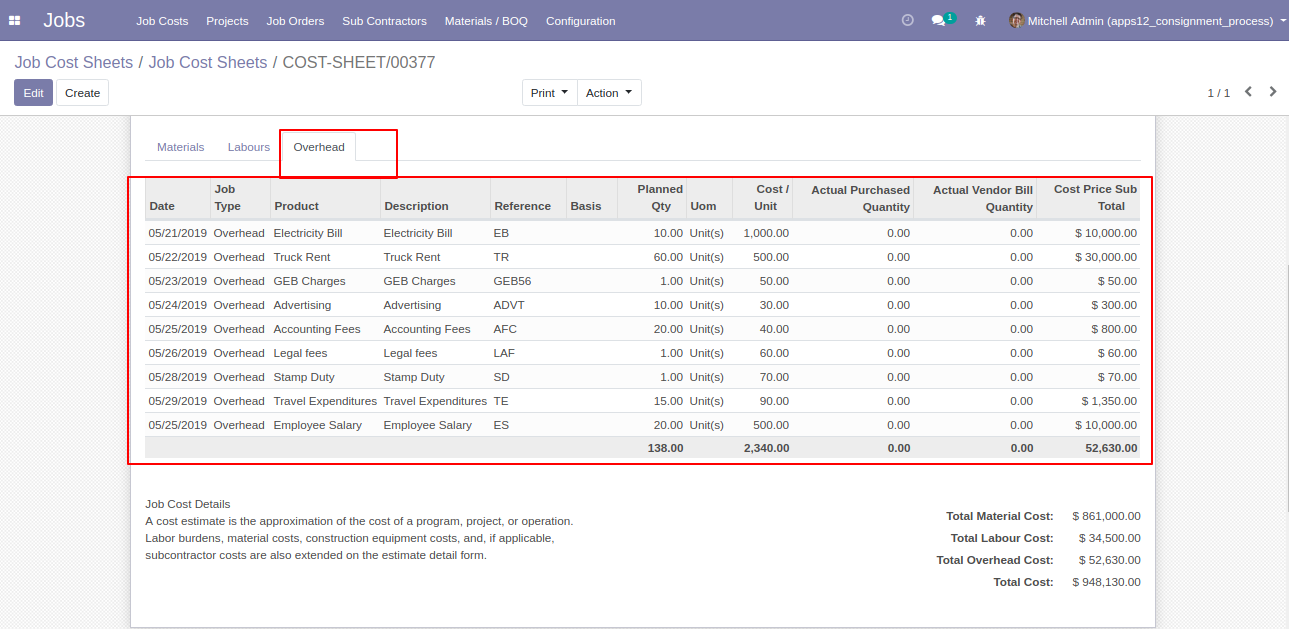 Jobs Job Costs Projects Job Orders Sub Contractors Materials / BOQ Configuration 1 Mitchell Admin (apps12_consignment_process)
Job Cost Sheets / Job Cost Sheets / COST-SHEET/00377
Edit Create Print Action 1 / 1
Materials Labours Overhead
Date Job Type Product Description Reference Basis Planned Qty Uom Cost / Unit Actual Purchased Quantity Actual Vendor Bill Quantity Cost Price Sub Total
05/21/2019 Overhead Electricity Bill Electricity Bill EB 10.00 Unit(s) 1,000.00 0.00 0.00 $ 10,000.00
05/22/2019 Overhead Truck Rent Truck Rent TR 60.00 Unit(s) 500.00 0.00 0.00 $ 30,000.00
05/23/2019 Overhead GEB Charges GEB Charges GEB56 1.00 Unit(s) 50.00 0.00 0.00 $ 50.00
05/24/2019 Overhead Advertising Advertising ADVT 10.00 Unit(s) 30.00 0.00 0.00 $ 300.00
05/25/2019 Overhead Accounting Fees Accounting Fees AFC 20.00 Unit(s) 40.00 0.00 0.00 $ 800.00
05/26/2019 Overhead Legal fees Legal fees LAF 1.00 Unit(s) 60.00 0.00 0.00 $ 60.00
05/28/2019 Overhead Stamp Duty Stamp Duty SD 1.00 Unit(s) 70.00 0.00 0.00 $ 70.00
05/29/2019 Overhead Travel Expenditures Travel Expenditures TE 15.00 Unit(s) 90.00 0.00 0.00 $ 1,350.00
05/25/2019 Overhead Employee Salary Employee Salary ES 20.00 Unit(s) 500.00 0.00 0.00 $ 10,000.00
138.00 2,340.00 0.00 0.00 52,630.00
Job Cost Details
A cost estimate is the approximation of the cost of a program, project, or operation.
Labor burdens, material costs, construction equipment costs, and, if applicable,
subcontractor costs are also extended on the estimate detail form.
Total Material Cost: $ 861,000.00
Total Labour Cost: $ 34,500.00
Total Overhead Cost: $ 52,630.00
Total Cost: $ 948,130.00